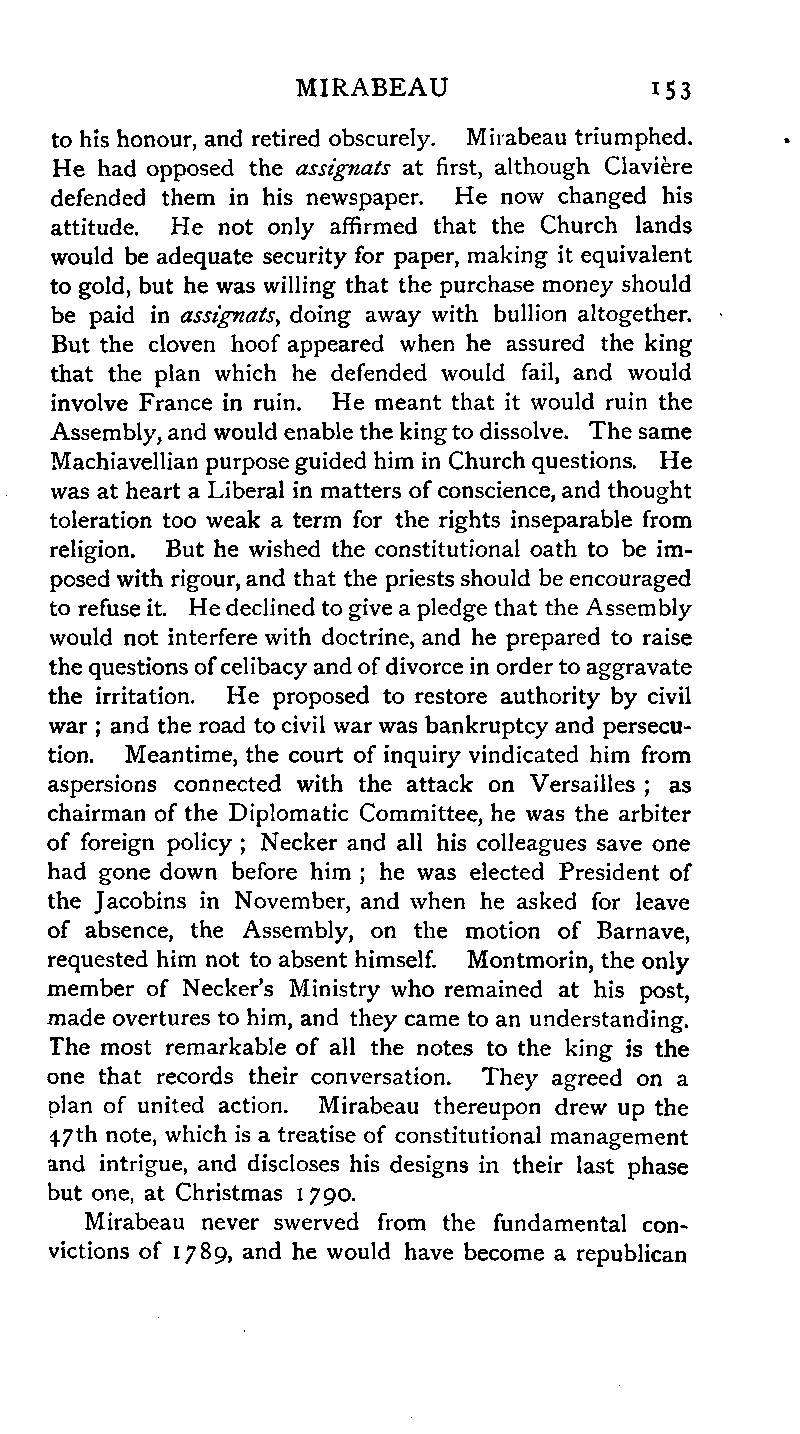 MIRABEAU 153
to his honour, and retired obscurely. Mirabeau triumphed.
He had opposed the assignats at first, although Clavière
defended them in his newspaper. He now changed his
attitude. He not only affirmed that the Church lands
would be adequate security for paper, making it equivalent
to gold, but he was willing that the purchase money should
be paid in assignats, doing away with bullion altogether.
But the cloven hoof appeared when he assured the king
that the plan which he defended would fail, and would
involve France in ruin. He meant that it would ruin the
Assembly, and would enable the king to dissolve. The same
Machiavellian purpose guided him in Church questions. He
was at heart a Liberal in matters of conscience, and thought
toleration too weak a term for the rights inseparable from
religion. But he wished the constitutional oath to be im-
posed with rigour, and that the priests should be encouraged
to refuse it. He declined to give a pledge that the Assembly
would not interfere with doctrine, and he prepared to raise
the questions of celibacy and of divorce in order to aggravate
the irritation. He proposed to restore authority by civil
war ; and the road to civil war was bankruptcy and persecu-
tion. Meantime, the court of inquiry vindicated him from
aspersions connected with the attack on Versailles ; as
chairman of the Diplomatic Committee, he was the arbiter
of foreign policy ; Necker and all his colleagues save one
had gone down before him ; he was elected President of
the Jacobins in November, and when he asked for leave
of absence, the Assembly, on the motion of Barnave,
requested him not to absent himself. Montmorin, the only
member of Necker's Ministry who remained at his post,
made overtures to him, and they came to an understanding.
The most remarkable of all the notes to the king is the
one that records their conversation. They agreed on a
plan of united action. Mirabeau thereupon drew up the
47th note, which is a treatise of constitutional management
and intrigue, and discloses his designs in their last phase
but one, at Christmas 1790.
Mirabeau never swerved from the fundamental con-
victions of 1789, and he would have become a republican